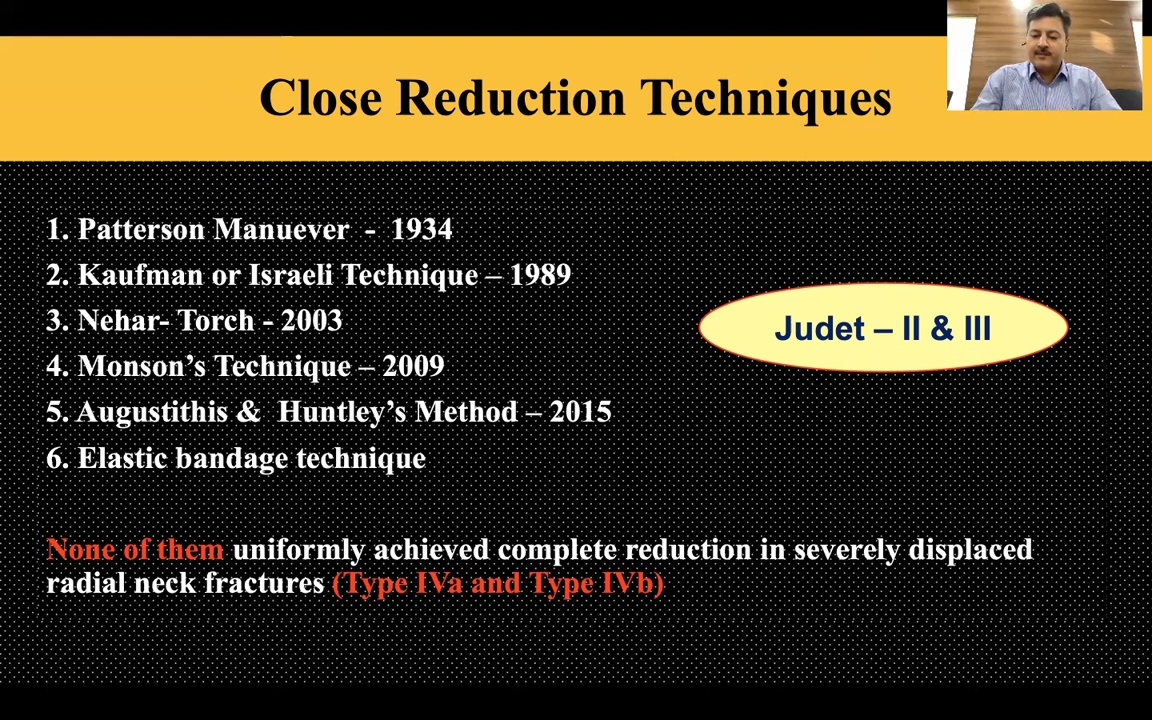 Close Reduction Techniques
1. Patterson Manuever - 1934
2. Kaufman or Israeli Technique – 1989
3. Nehar- Torch - 2003
4. Monson’s Technique – 2009
5. Augustithis & Huntley’s Method – 2015
6. Elastic bandage technique
Judet – II & III
None of them uniformly achieved complete reduction in severely displaced
radial neck fractures (Type IVa and Type IVb)